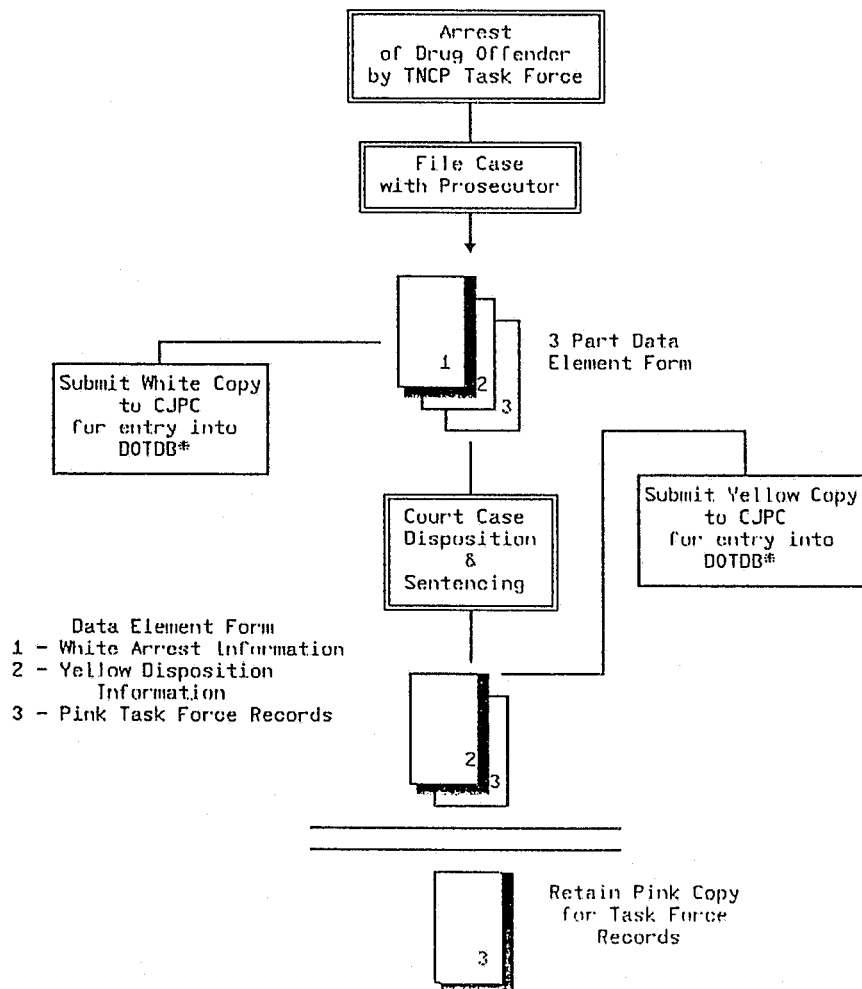 Arrest
of Drug Offender
by TNCP Task Force
File Case
with Prosecutor
1
2
3
3 Part Data
Element Form
Submit White Copy
to CJPC
for entry into
DOTDB*
Court Case
Disposition
&
Sentencing
Submit Yellow Copy
to CJPC
for entry into
DOTDB*
Data Element Form
1 - White Arrest Information
2 - Yellow Disposition
Information
3 - Pink Task Force Records
2
3
Retain Pink Copy
for Task Force
Records
3